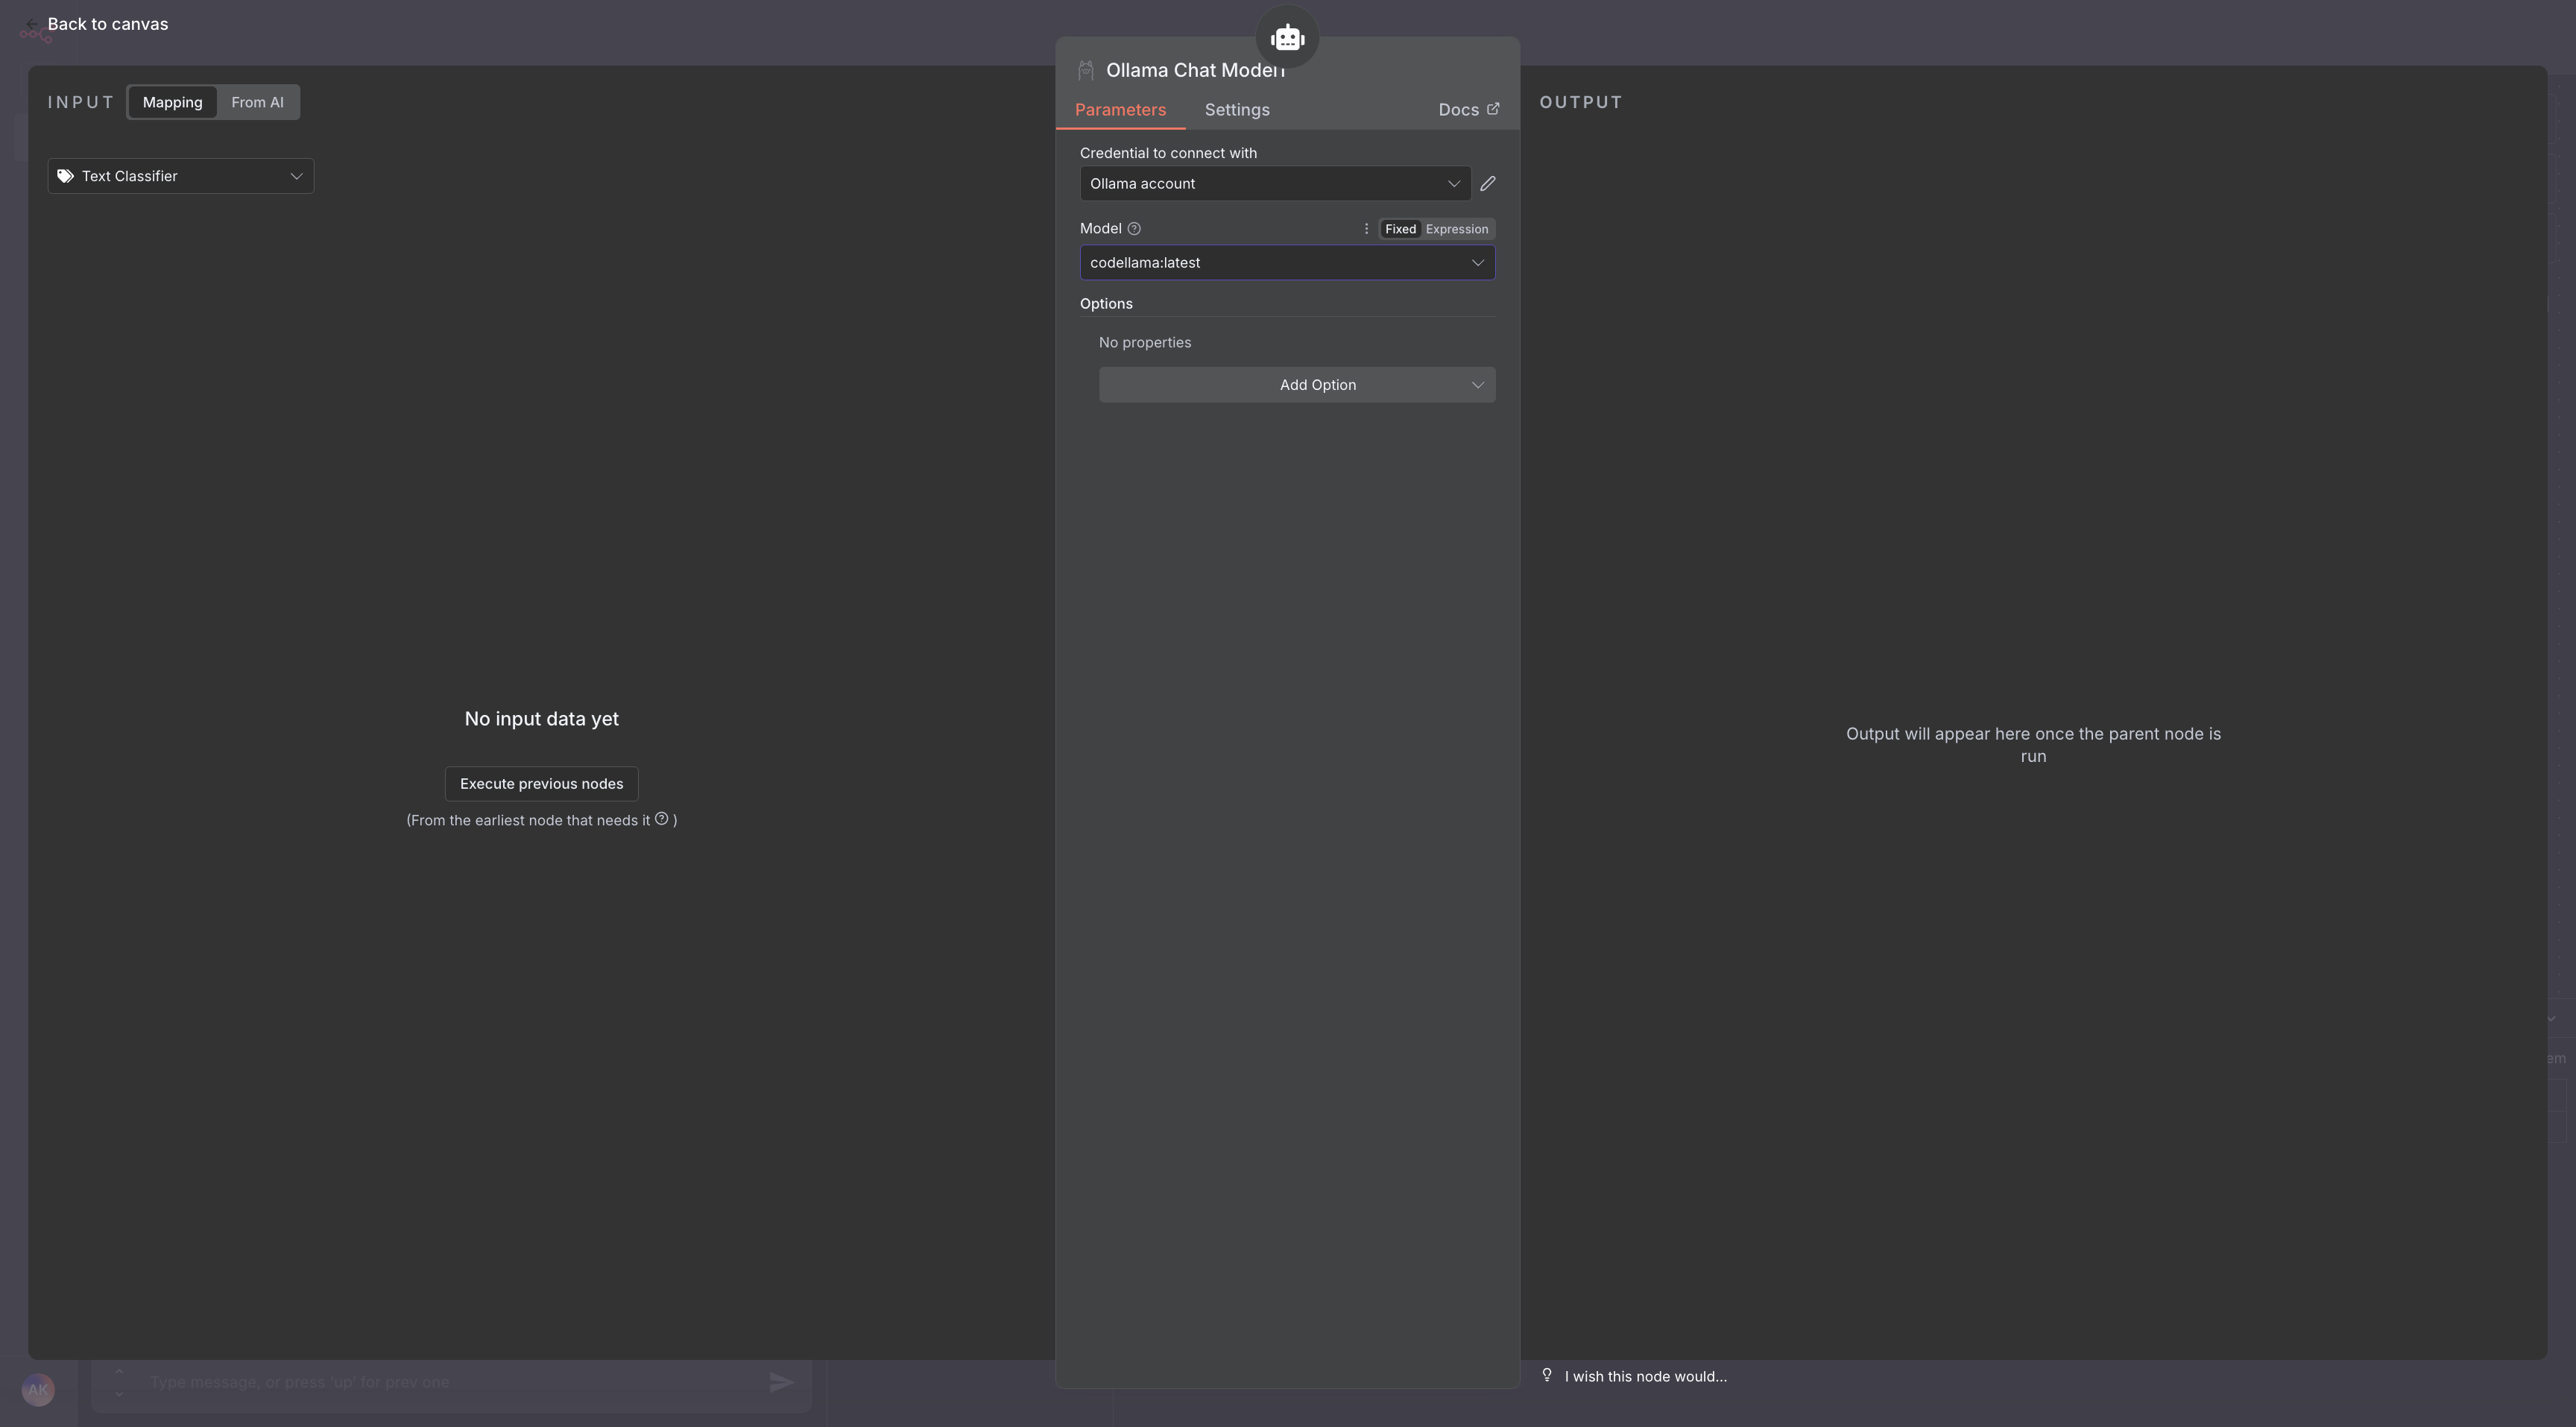 Back to canvas
INPUT
Mapping
From AI
Text Classifier
No input data yet
Execute previous nodes
(From the earliest node that needs it ? )
Ollama Chat Model1
Parameters
Settings
Docs
Credential to connect with
Ollama account
Model ?
Fixed
Expression
codellama:latest
Options
No properties
Add Option
OUTPUT
Output will appear here once the parent node is
run
em
AK
Type message, or press 'up' for prev one
I wish this node would...